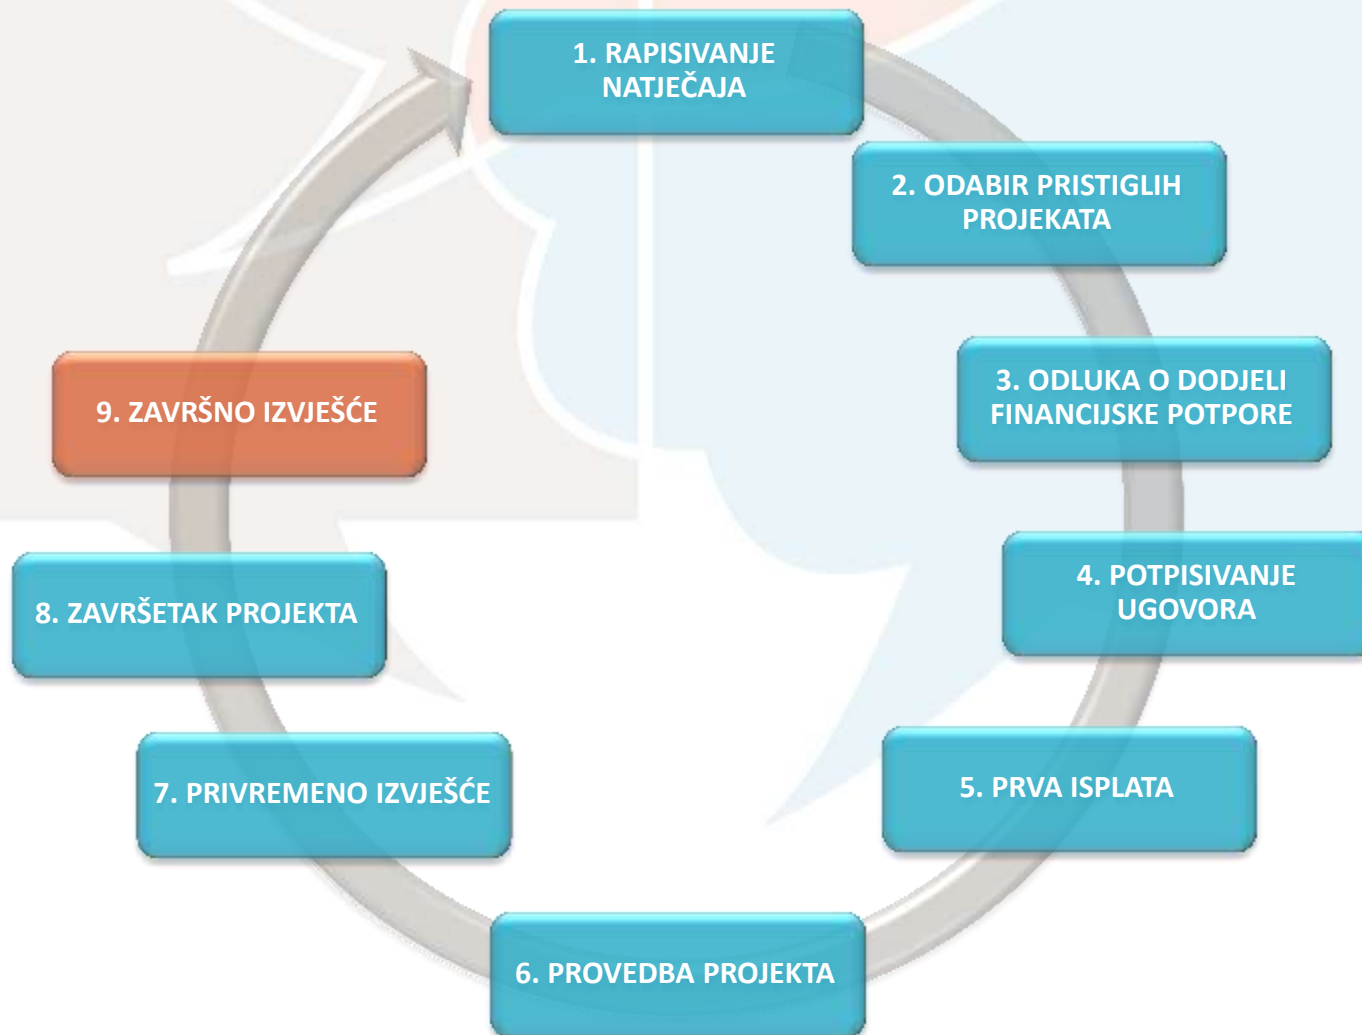 1. RAPISIVANJE
NATJEČAJA
2. ODABIR PRISTIGLIH
PROJEKATA
3. ODLUKA O DODJELI
FINANCIJSKE POTPORE
4. POTPISIVANJE
UGOVORA
5. PRVA ISPLATA
6. PROVEDBA PROJEKTA
7. PRIVREMENO IZVJEŠĆE
8. ZAVRŠETAK PROJEKTA
9. ZAVRŠNO IZVJEŠĆE